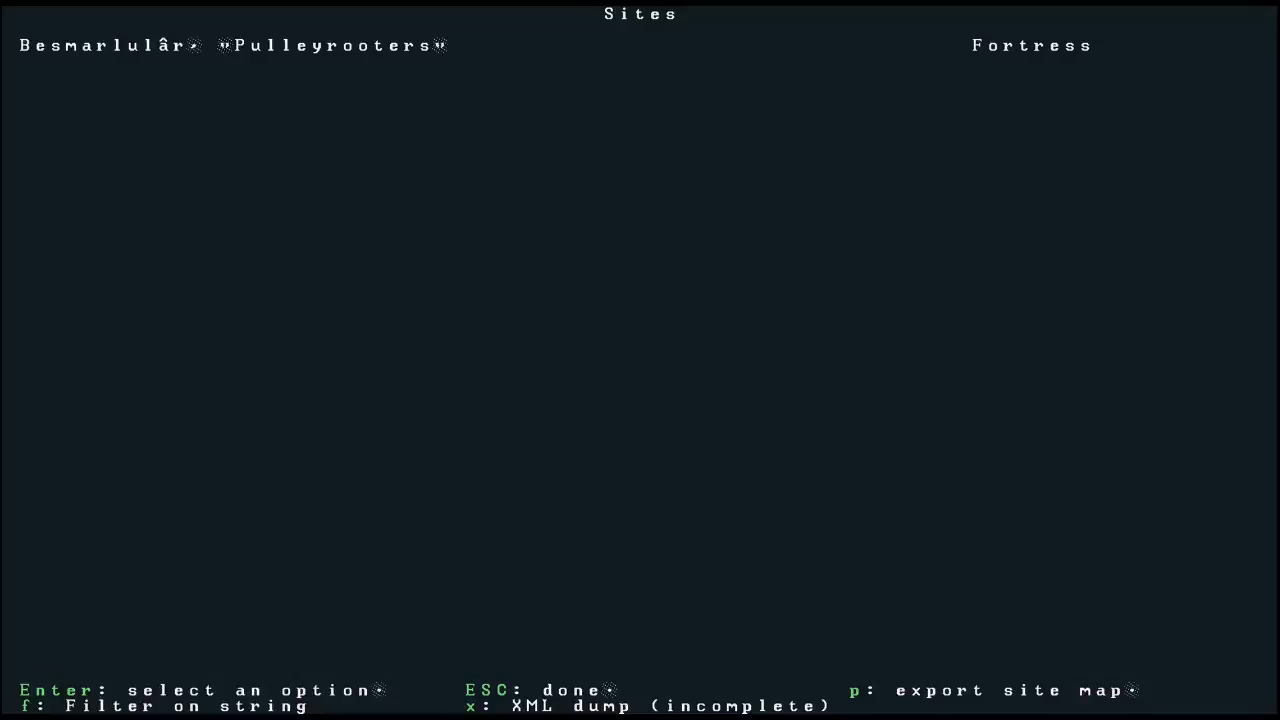 Sites
Besmarlulâr, "Pulleyrooters" Fortress
Enter: select an option. ESC: done. p: export site map.
f: Filter on string x: XML dump (incomplete)